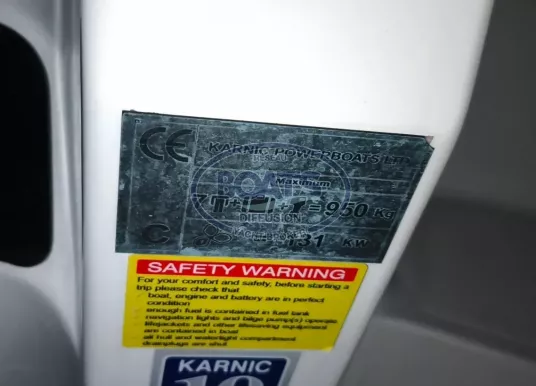 CE KARNIC POWERBOATS LTD
Maximum
BOATS
7 + + = 950 Kg
DIFFUSION
C 131 KW
SAFETY WARNING
For your comfort and safety, before starting a
trip please check that
boat, engine and battery are in perfect
condition
enough fuel is contained in fuel tank
navigation lights and bilge pump(s) operate
lifejackets and other lifesaving equipment
are contained in boat
all hull and watertight compartment
drainplugs are shut
KARNIC